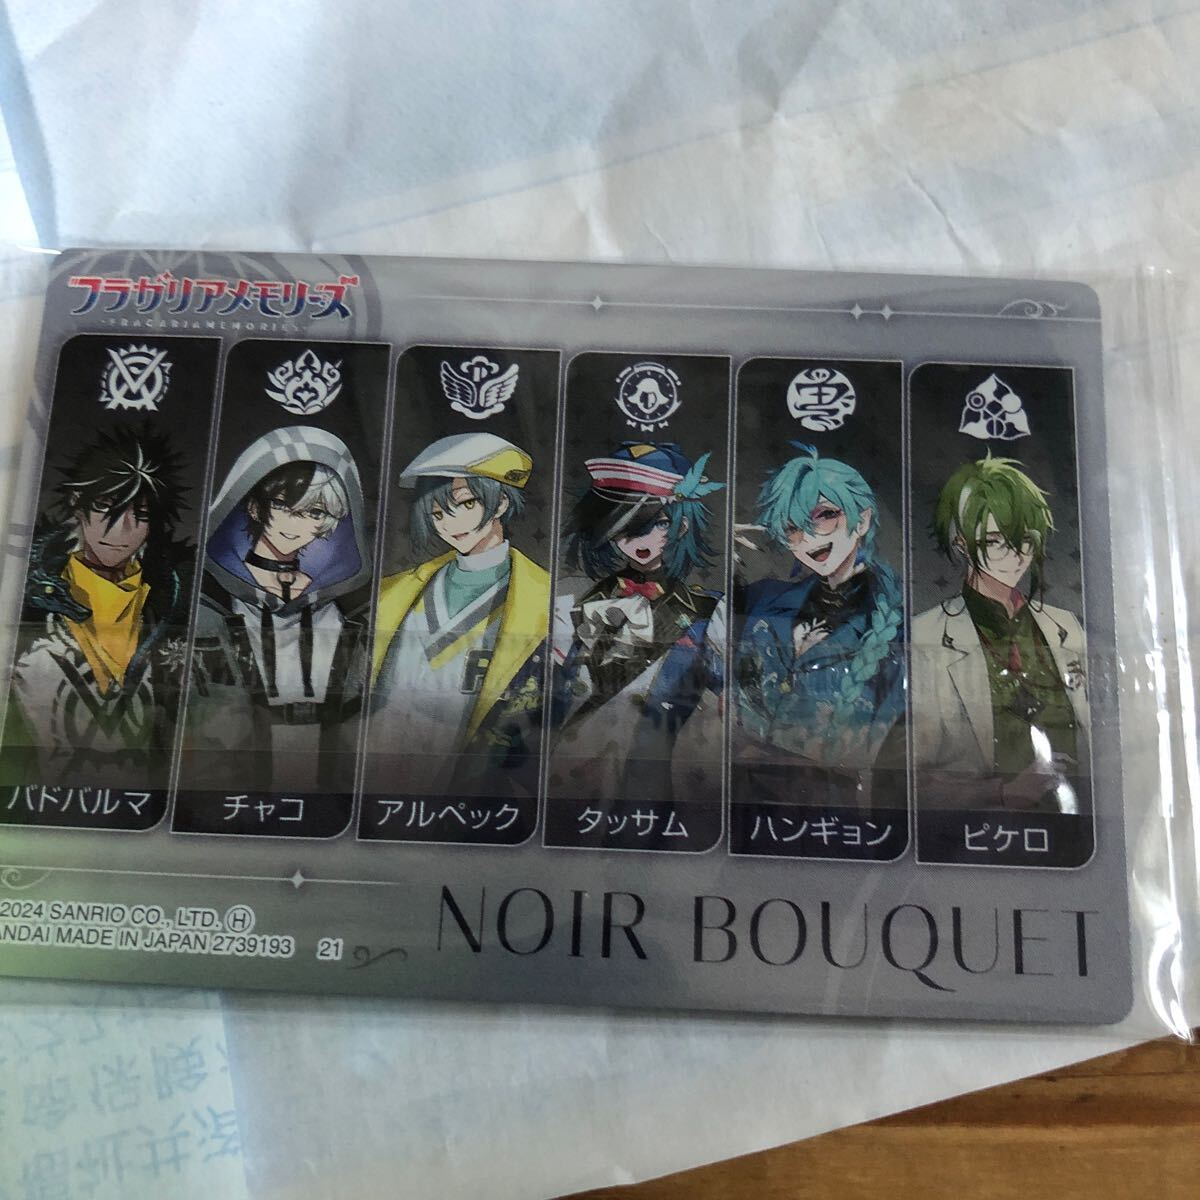 フラガリアメモリーズ
FRAGARIA MEMORIES
バドバルマ
チャコ
アルペック
タッサム
ハンギョン
ピケロ
2024 SANRIO CO., LTD. Ⓗ
ANDAI MADE IN JAPAN 2739193 21
NOIR BOUQUET